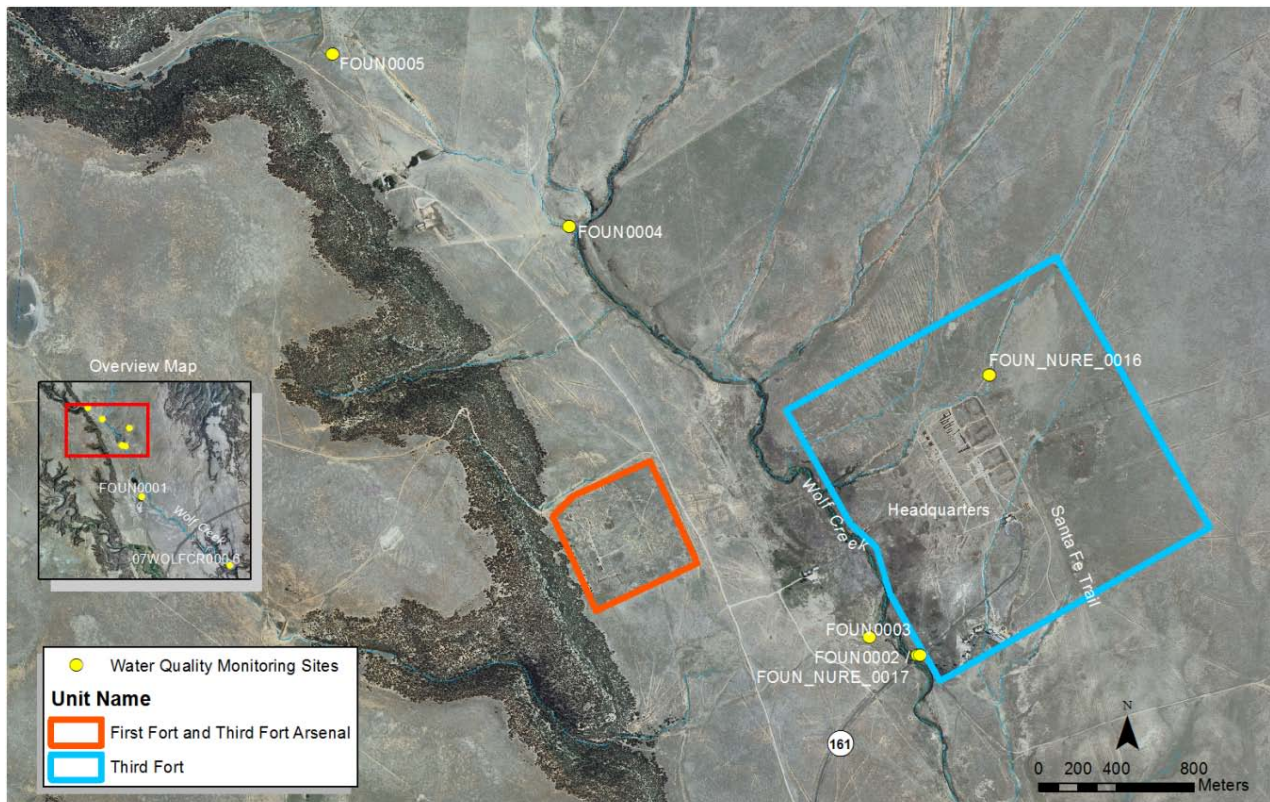 FOUN0005
FOUN0004
FOUN_NURE_0016
Overview Map
FOUN0001
Wolf Creek
07WOLFCR000.6
Wolf Creek
Headquarters
Santa Fe Trail
FOUN0003
FOUN0002 /
FOUN_NURE_0017
161
Water Quality Monitoring Sites
Unit Name
First Fort and Third Fort Arsenal
Third Fort
N
0 200 400 800
Meters